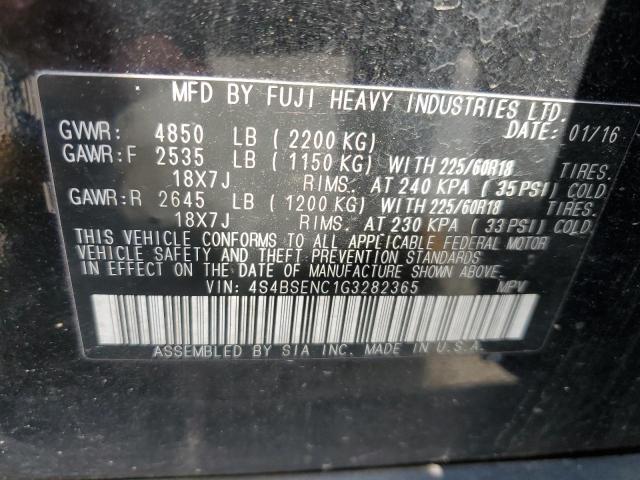 MFD BY FUJI HEAVY INDUSTRIES LTD.
DATE: 01/16
GVWR: 4850 LB ( 2200 KG)
GAWR: F 2535 LB ( 1150 KG) WITH 225/60R18 TIRES.
18X7J RIMS. AT 240 KPA ( 35 PSI) COLD
GAWR: R 2645 LB ( 1200 KG) WITH 225/60R18 TIRES.
18X7J RIMS. AT 230 KPA ( 33 PSI) COLD
THIS VEHICLE CONFORMS TO ALL APPLICABLE FEDERAL MOTOR
VEHICLE SAFETY AND THEFT PREVENTION STANDARDS
IN EFFECT ON THE DATE OF MANUFACTURE SHOWN ABOVE.
VIN: 4S4BSENC1G3282365 MPV
ASSEMBLED BY SIA INC. MADE IN U.S.A.